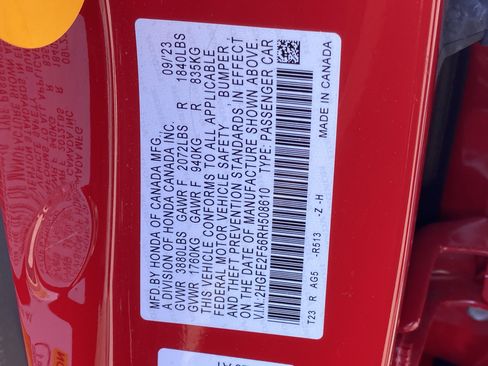 MFD BY HONDA OF CANADA MFG. 09/23
A DIVISION OF HONDA CANADA INC.
GVWR 3880LBS GAWR F 2072LBS R 1840LBS
GVWR 1760KG GAWR F 940KG R 835KG
THIS VEHICLE CONFORMS TO ALL APPLICABLE
FEDERAL MOTOR VEHICLE SAFETY, BUMPER, AND
THEFT PREVENTION STANDARDS IN EFFECT
ON THE DATE OF MANUFACTURE SHOWN ABOVE.
V.I.N: 2HGFE2F56RH508610 TYPE: PASSENGER CAR
T23 R AG5 -R513 -Z -H MADE IN CANADA